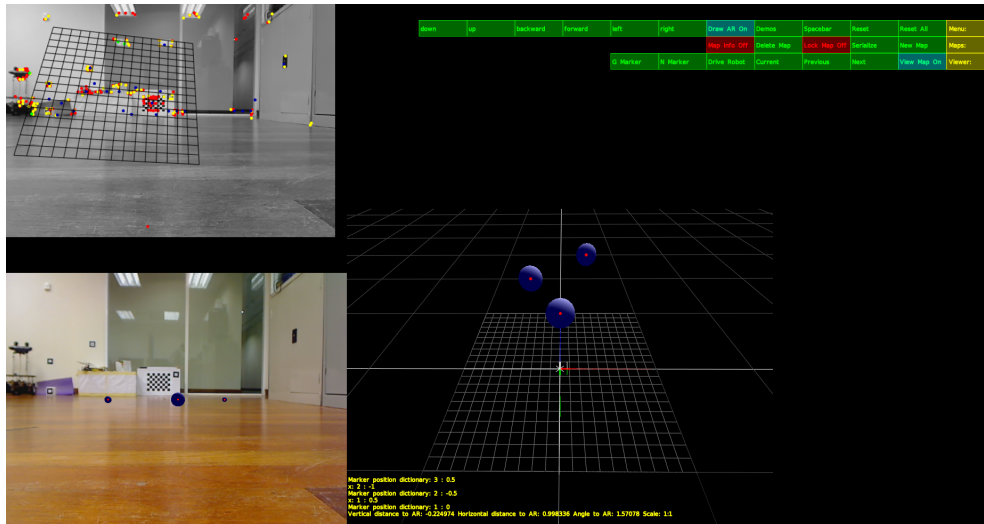 down up backward forward left right Draw AR On Demos Spacebar Reset Reset All Menu:
Map Info Off Delete Map Lock Map Off Serialize New Map Maps:
G Marker N Marker Drive Robot Current Previous Next View Map On Viewer:
Marker position dictionary: 3 : 0.5
x: 2 : -1
Marker position dictionary: 2 : -0.5
x: 1 : 0.5
Marker position dictionary: 1 : 0
Vertical distance to AR: -0.224974 Horizontal distance to AR: 0.998336 Angle to AR: 1.57078 Scale: 1:1